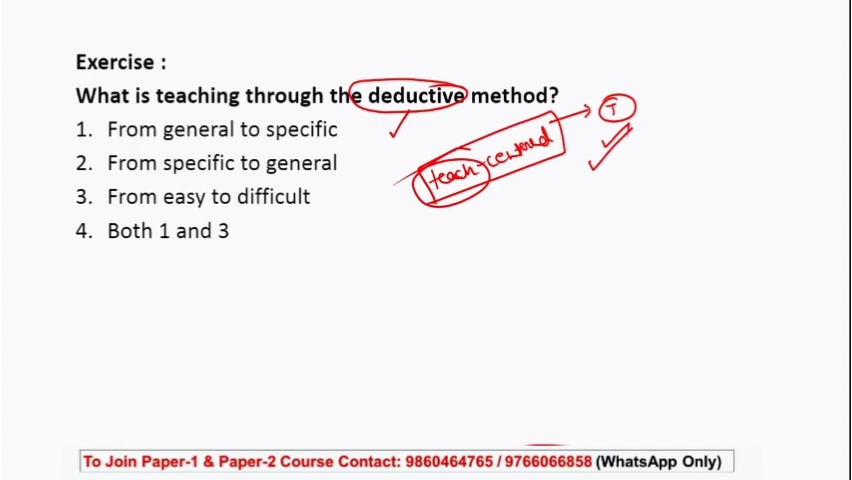 Exercise :
What is teaching through the deductive method?
1. From general to specific
2. From specific to general
3. From easy to difficult
4. Both 1 and 3
teach-centered
T
To Join Paper-1 & Paper-2 Course Contact: 9860464765 / 9766066858 (WhatsApp Only)